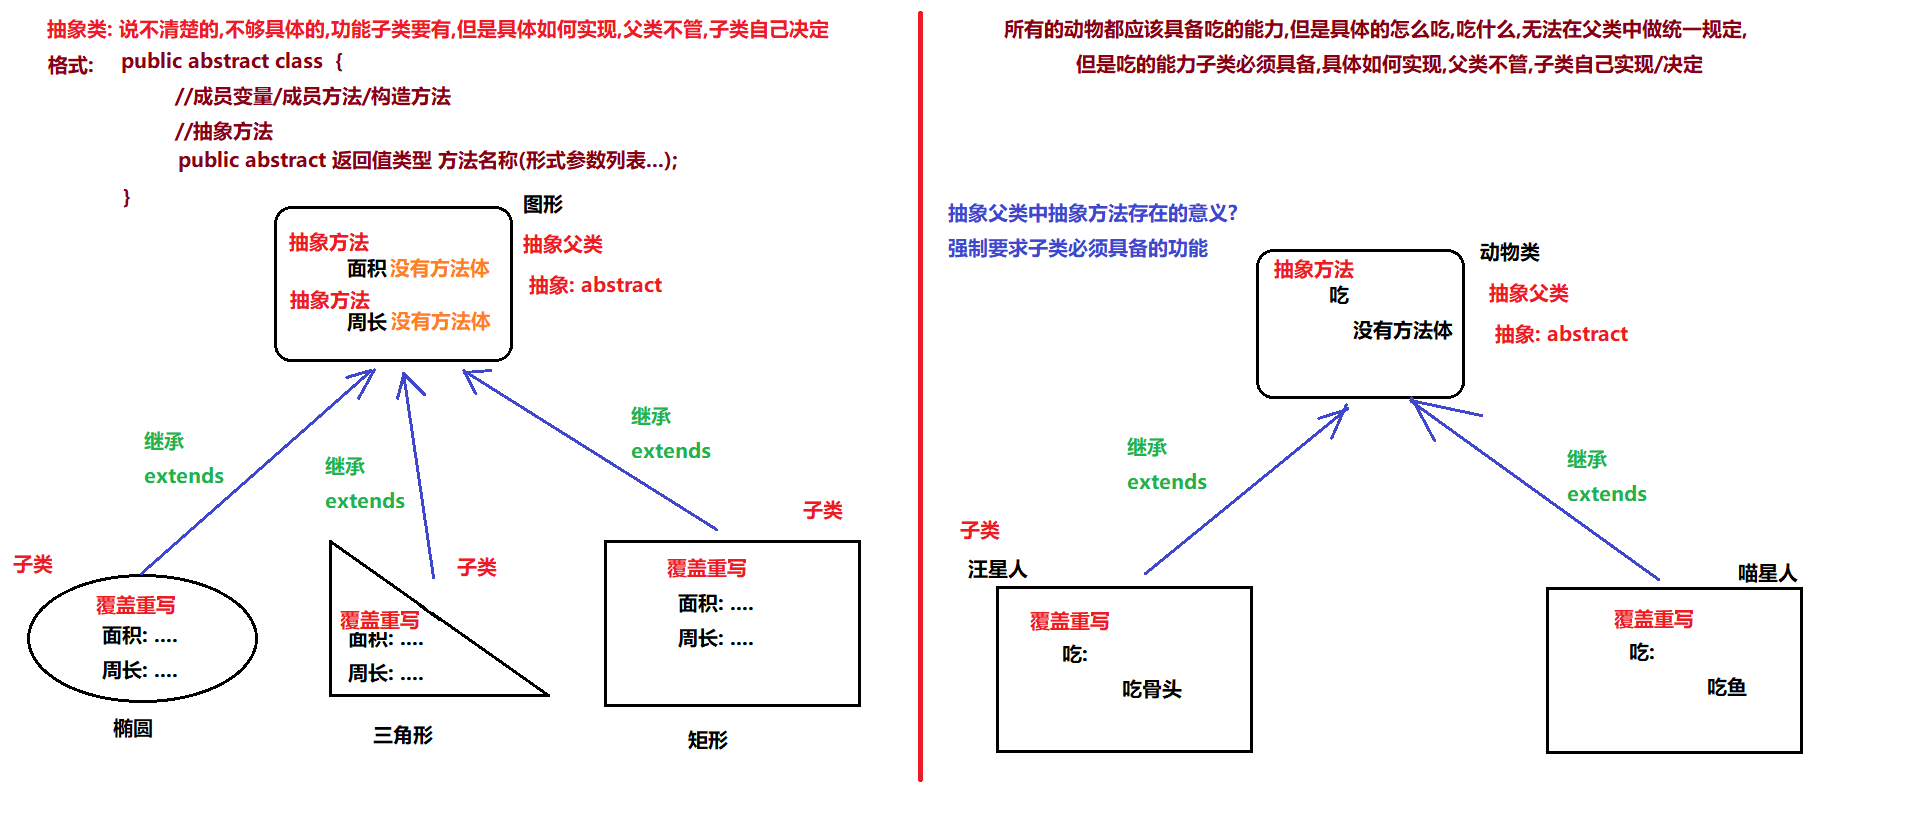 抽象类: 说不清楚的,不够具体的,功能子类要有,但是具体如何实现,父类不管,子类自己决定
格式: public abstract class {
//成员变量/成员方法/构造方法
//抽象方法
public abstract 返回值类型 方法名称(形式参数列表...);
}
图形
抽象父类
抽象: abstract
抽象方法
面积 没有方法体
抽象方法
周长 没有方法体
继承
extends
继承
extends
继承
extends
子类
覆盖重写
面积: ....
周长: ....
椭圆
子类
覆盖重写
面积: ....
周长: ....
三角形
子类
覆盖重写
面积: ....
周长: ....
矩形
所有的动物都应该具备吃的能力,但是具体的怎么吃,吃什么,无法在父类中做统一规定,
但是吃的能力子类必须具备,具体如何实现,父类不管,子类自己实现/决定
抽象父类中抽象方法存在的意义?
强制要求子类必须具备的功能
动物类
抽象父类
抽象: abstract
抽象方法
吃
没有方法体
继承
extends
继承
extends
子类
汪星人
覆盖重写
吃:
吃骨头
喵星人
覆盖重写
吃:
吃鱼